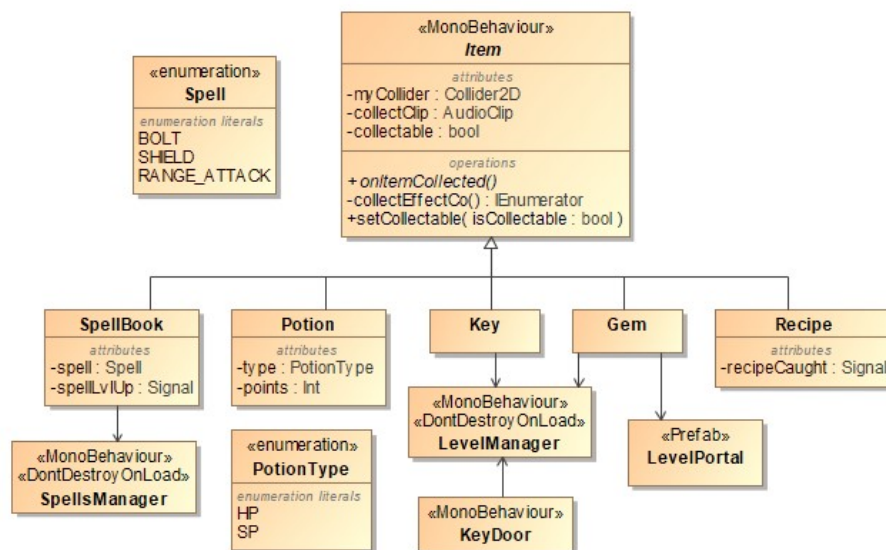 «MonoBehaviour»
Item
attributes
-myCollider : Collider2D
-collectClip : AudioClip
-collectable : bool
operations
+onItemCollected()
-collectEffectCo() : IEnumerator
+setCollectable( isCollectable : bool )
«enumeration»
Spell
enumeration literals
BOLT
SHIELD
RANGE_ATTACK
SpellBook
attributes
-spell : Spell
-spellLvlUp : Signal
Potion
attributes
-type : PotionType
-points : Int
Key
Gem
Recipe
attributes
-recipeCaught : Signal
«MonoBehaviour»
«DontDestroyOnLoad»
SpellsManager
«enumeration»
PotionType
enumeration literals
HP
SP
«MonoBehaviour»
«DontDestroyOnLoad»
LevelManager
«Prefab»
LevelPortal
«MonoBehaviour»
KeyDoor